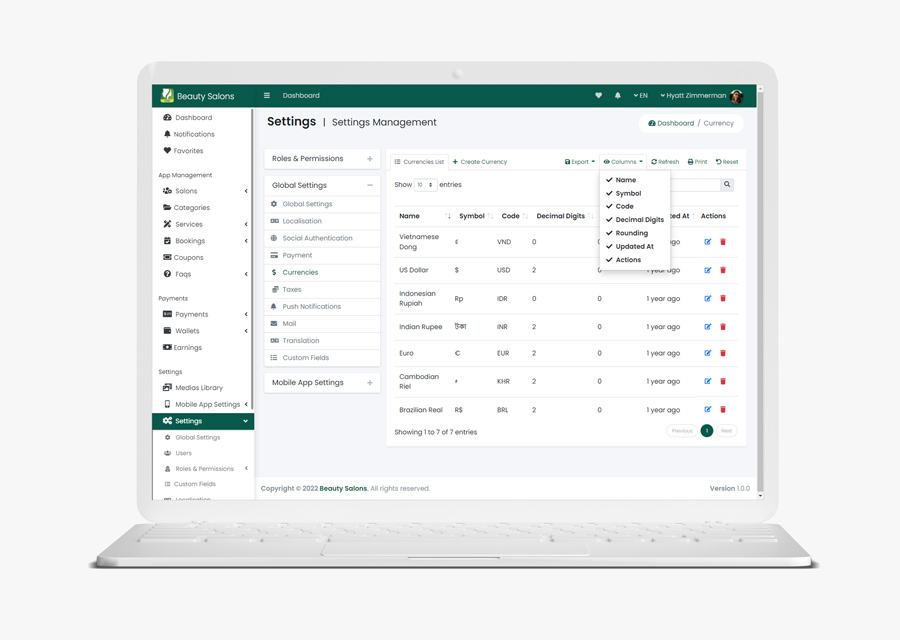 Beauty Salons
Dashboard
EN
Hyatt Zimmerman
Dashboard
Notifications
Favorites
App Management
Salons
Categories
Services
Bookings
Coupons
Faqs
Payments
Payments
Wallets
Earnings
Settings
Medias Library
Mobile App Settings
Settings
Global Settings
Users
Roles & Permissions
Custom Fields
Localisation
Settings | Settings Management
Dashboard / Currency
Roles & Permissions +
Global Settings −
Global Settings
Localisation
Social Authentication
Payment
$ Currencies
Taxes
Push Notifications
Mail
Translation
Custom Fields
Mobile App Settings +
Currencies List
+ Create Currency
Export
Columns
Refresh
Print
Reset
Show 10 entries
Name
Symbol
Code
Decimal Digits
Rounding
Updated At
Actions
Name Symbol Code Decimal Digits ed At Actions
Vietnamese Dong ₫ VND 0 ago
US Dollar $ USD 2 0 1 year ago
Indonesian Rupiah Rp IDR 0 0 1 year ago
Indian Rupee টকা INR 2 0 1 year ago
Euro € EUR 2 0 1 year ago
Cambodian Riel KHR 2 0 1 year ago
Brazilian Real R$ BRL 2 0 1 year ago
Showing 1 to 7 of 7 entries
Previous 1 Next
Copyright © 2022 Beauty Salons. All rights reserved.
Version 1.0.0